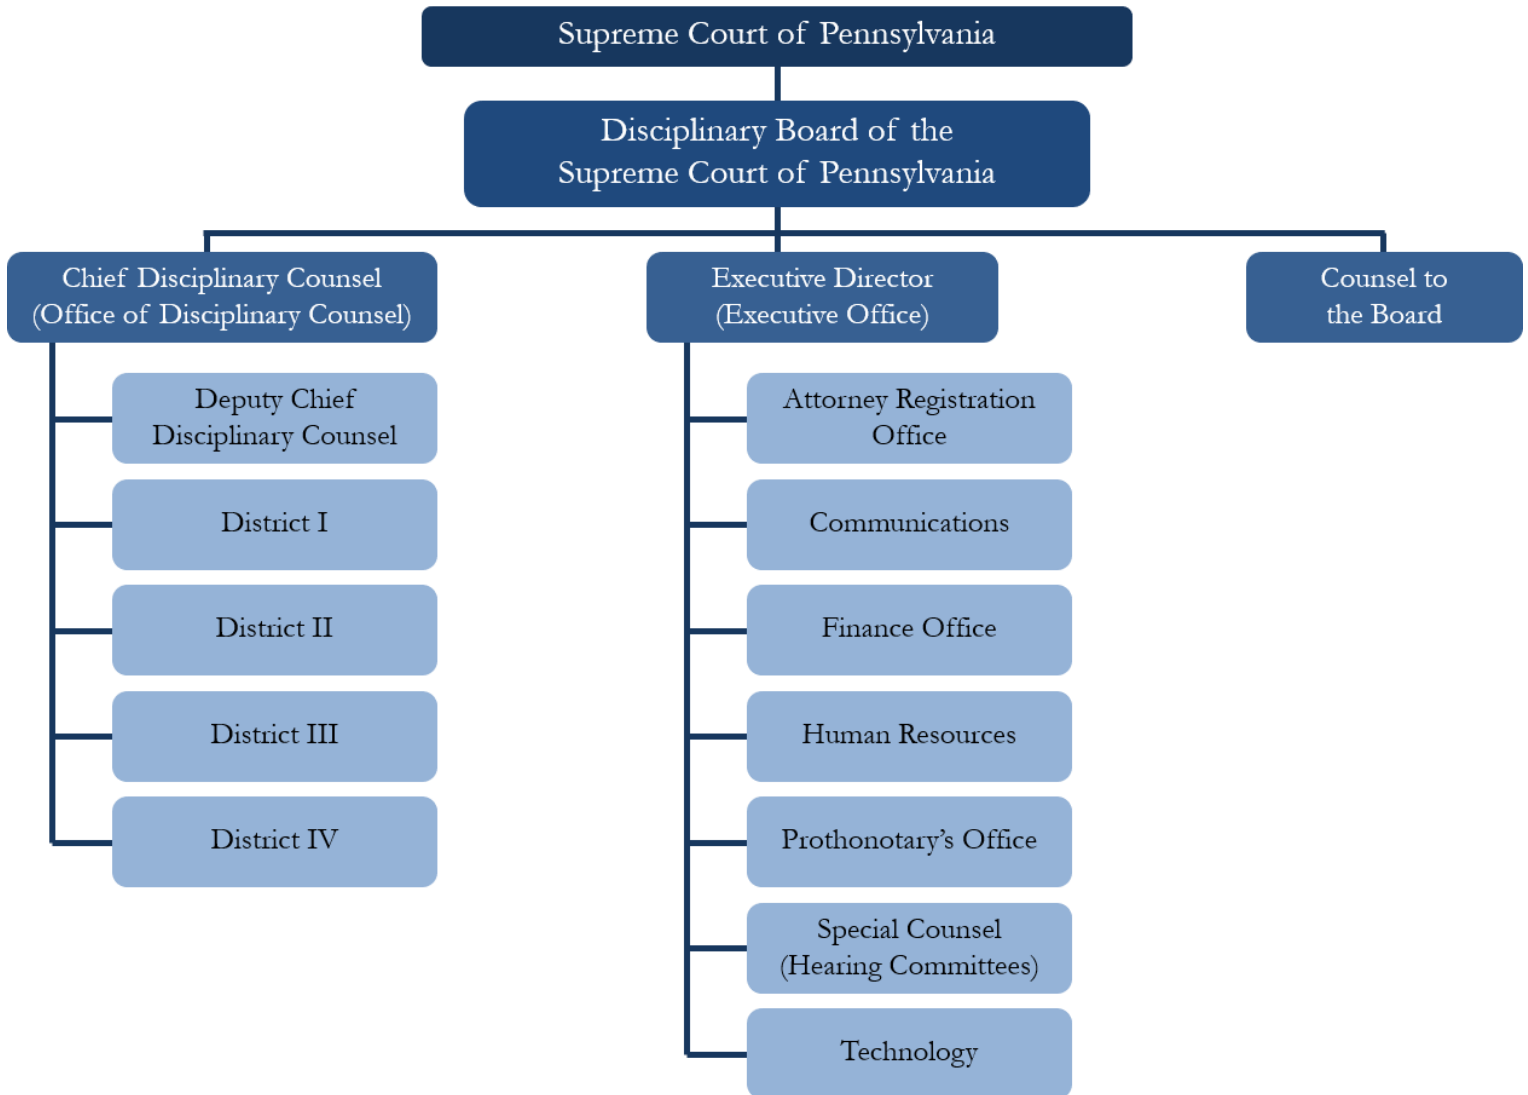 Supreme Court of Pennsylvania
Disciplinary Board of the
Supreme Court of Pennsylvania
Chief Disciplinary Counsel
(Office of Disciplinary Counsel)
Deputy Chief
Disciplinary Counsel
District I
District II
District III
District IV
Executive Director
(Executive Office)
Attorney Registration
Office
Communications
Finance Office
Human Resources
Prothonotary’s Office
Special Counsel
(Hearing Committees)
Technology
Counsel to
the Board